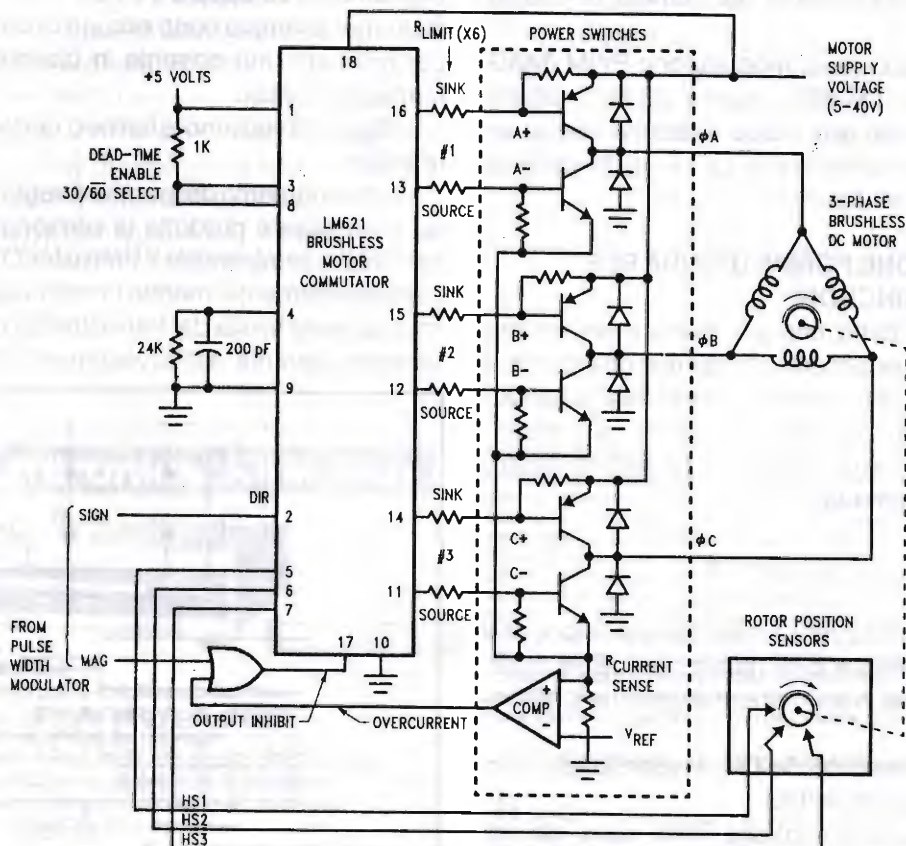 R LIMIT (X6)
POWER SWITCHES
MOTOR
SUPPLY
VOLTAGE
(5-40V)
+5 VOLTS
18
16
SINK
A+
φA
1K
#1
DEAD-TIME
ENABLE
30/60 SELECT
3
8
13
A-
SOURCE
LM621
BRUSHLESS
MOTOR
COMMUTATOR
3-PHASE
BRUSHLESS
DC MOTOR
4
24K
200 pF
9
15
SINK
B+
φB
#2
B-
12
SOURCE
DIR
SIGN
2
14
SINK
C+
φC
#3
5
6
7
11
C-
SOURCE
FROM
PULSE
WIDTH
MODULATOR
MAG
17
10
OUTPUT INHIBIT
OVERCURRENT
COMP
+
R CURRENT
SENSE
V REF
ROTOR POSITION
SENSORS
HS1
HS2
HS3